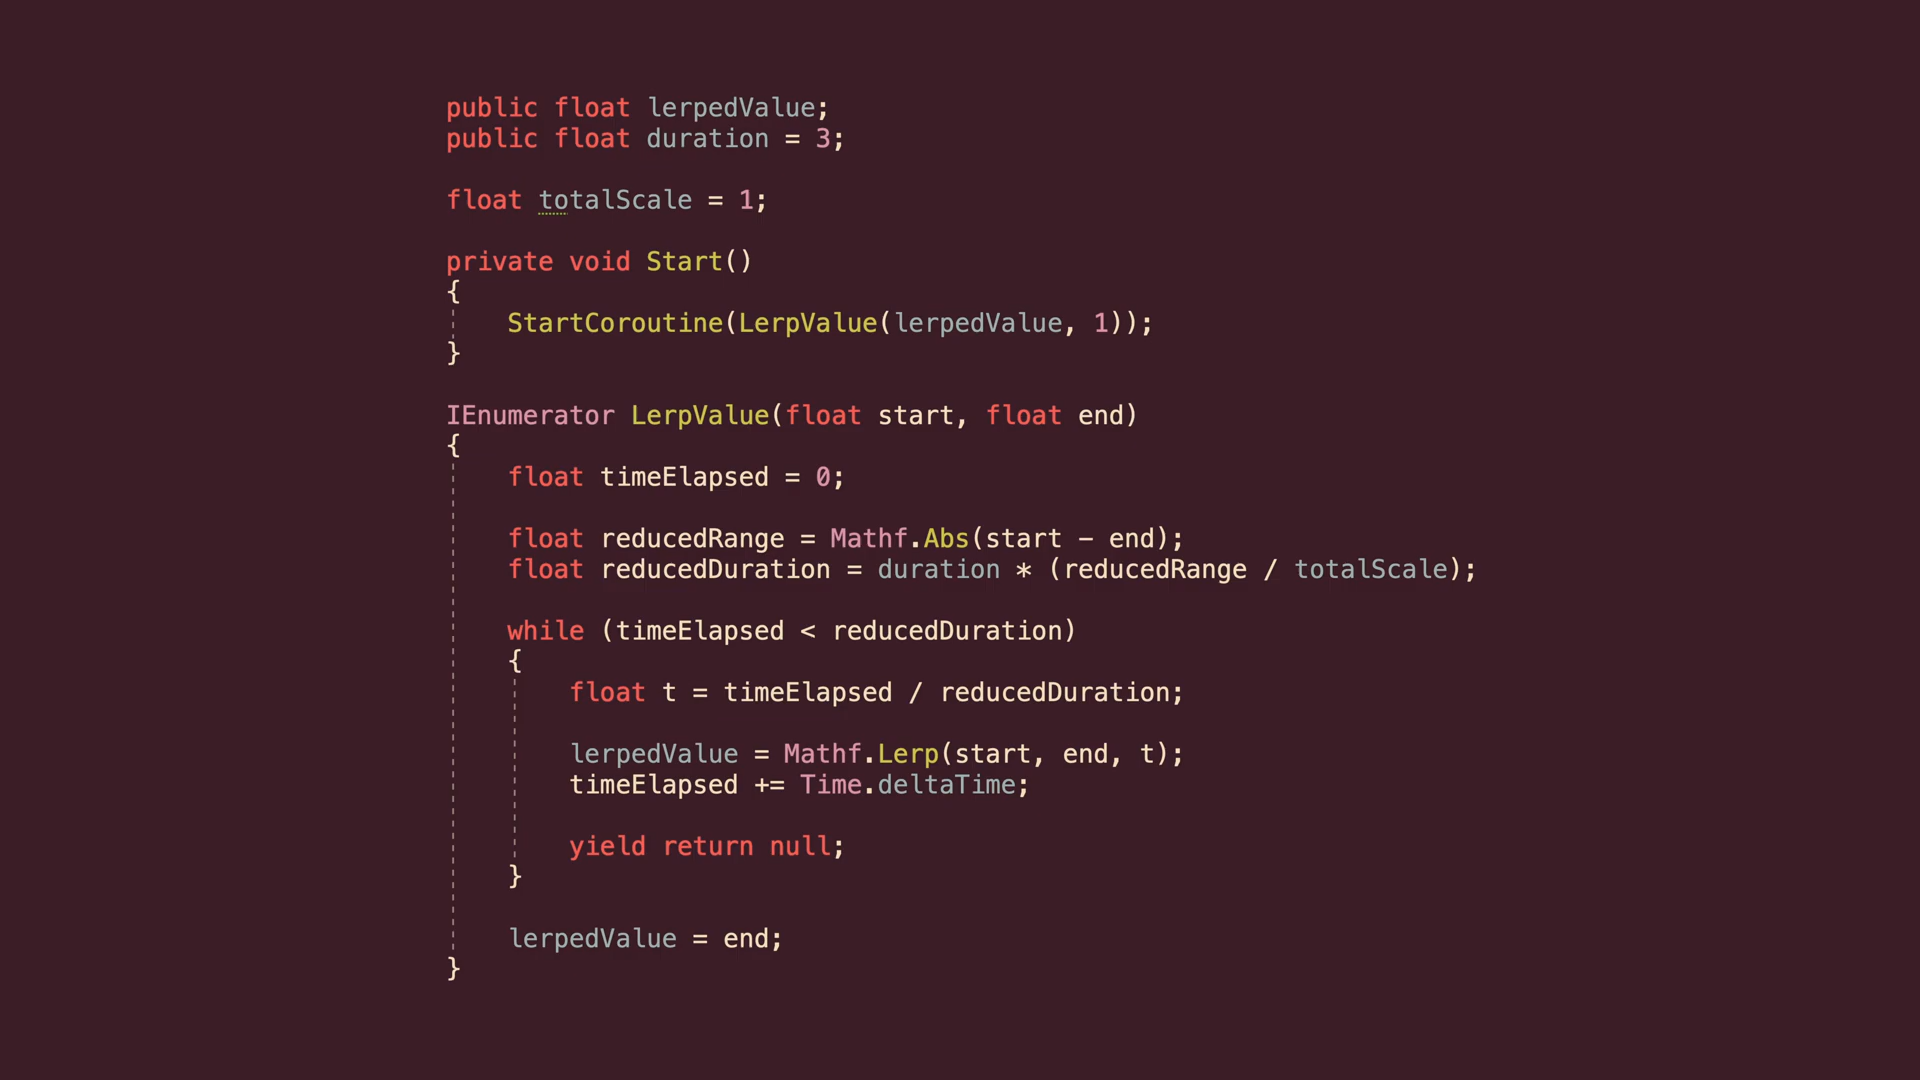 public float lerpedValue;
public float duration = 3;
float totalScale = 1;
private void Start()
{
StartCoroutine(LerpValue(lerpedValue, 1));
}
IEnumerator LerpValue(float start, float end)
{
float timeElapsed = 0;
float reducedRange = Mathf.Abs(start - end);
float reducedDuration = duration * (reducedRange / totalScale);
while (timeElapsed < reducedDuration)
{
float t = timeElapsed / reducedDuration;
lerpedValue = Mathf.Lerp(start, end, t);
timeElapsed += Time.deltaTime;
yield return null;
}
lerpedValue = end;
}